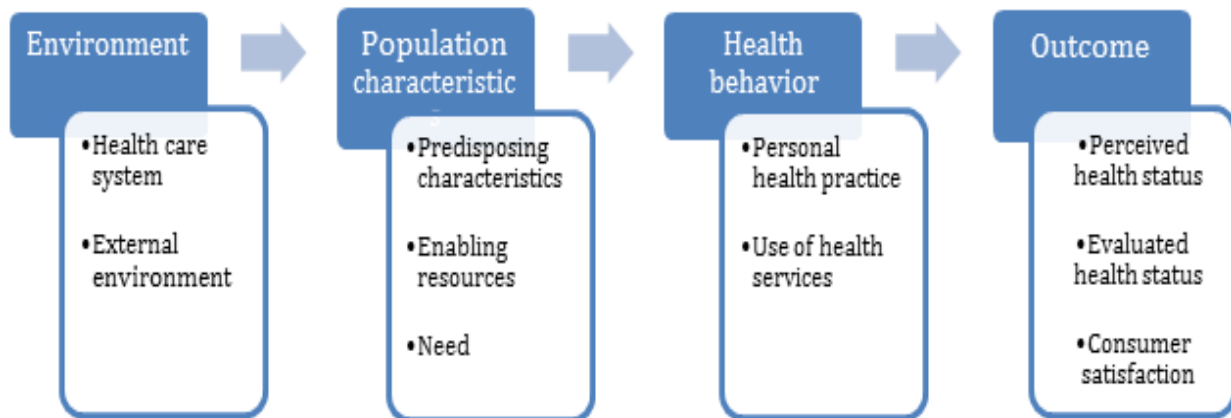 Environment
•Health care
system
•External
environment
Population
characteristic
s
•Predisposing
characteristics
•Enabling
resources
•Need
Health
behavior
•Personal
health practice
•Use of health
services
Outcome
•Perceived
health status
•Evaluated
health status
•Consumer
satisfaction